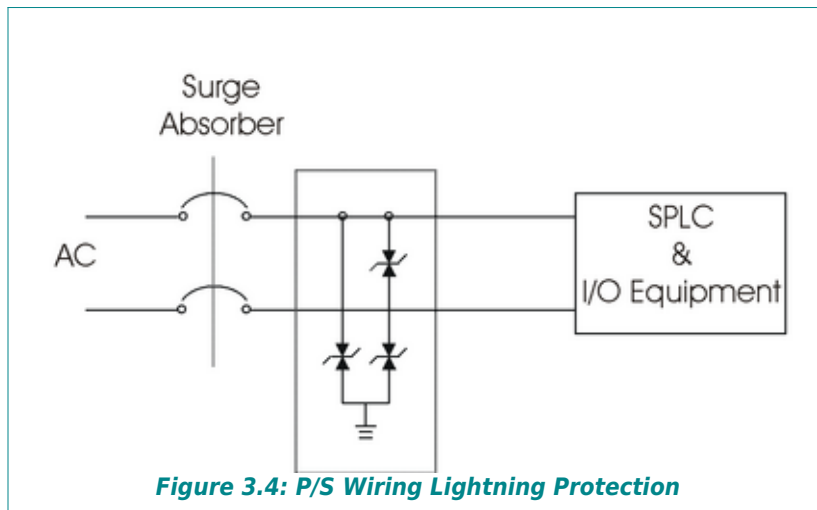 Surge
Absorber
AC
SPLC
&
I/O Equipment
Figure 3.4: P/S Wiring Lightning Protection